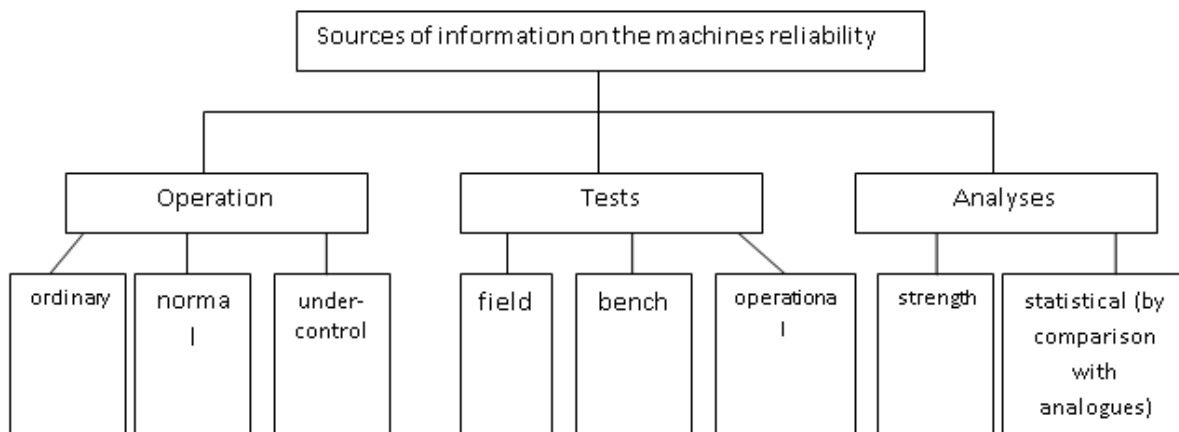 Sources of information on the machines reliability
Operation
Tests
Analyses
ordinary
norma
l
under-
control
field
bench
operationa
l
strength
statistical (by
comparison
with
analogues)